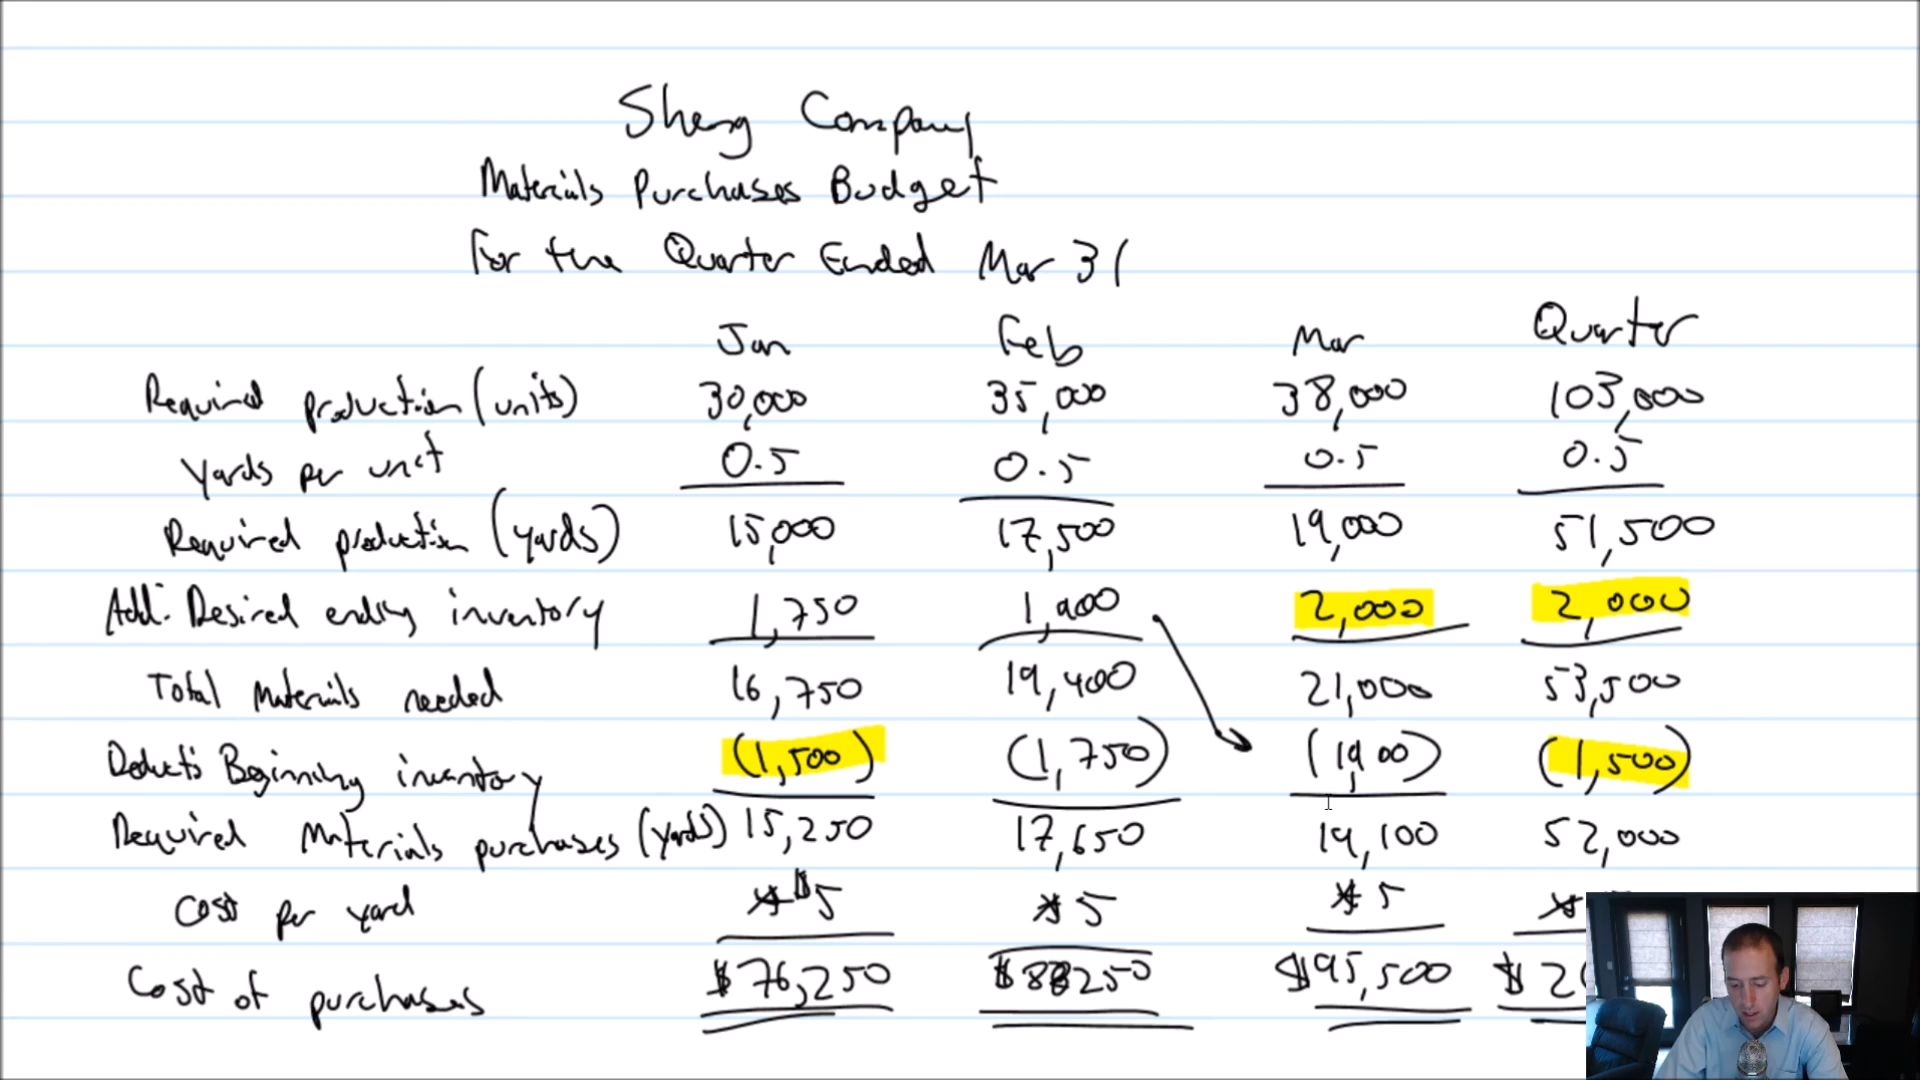 Sheng Company
Materials Purchases Budget
For the Quarter Ended Mar 31
Jan Feb Mar Quarter
Required production (units) 30,000 35,000 38,000 103,000
Yards per unit 0.5 0.5 0.5 0.5
Required production (yards) 15,000 17,500 19,000 51,500
Add: Desired ending inventory 1,750 1,900 2,000 2,000
Total Materials needed 16,750 19,400 21,000 53,500
Deduct: Beginning inventory (1,500) (1,750) (1,900) (1,500)
Required Materials purchases (yards) 15,250 17,650 19,100 52,000
Cost per yard * $5 * 5 * 5 *
Cost of purchases $76,250 $88250 $95,500 $2